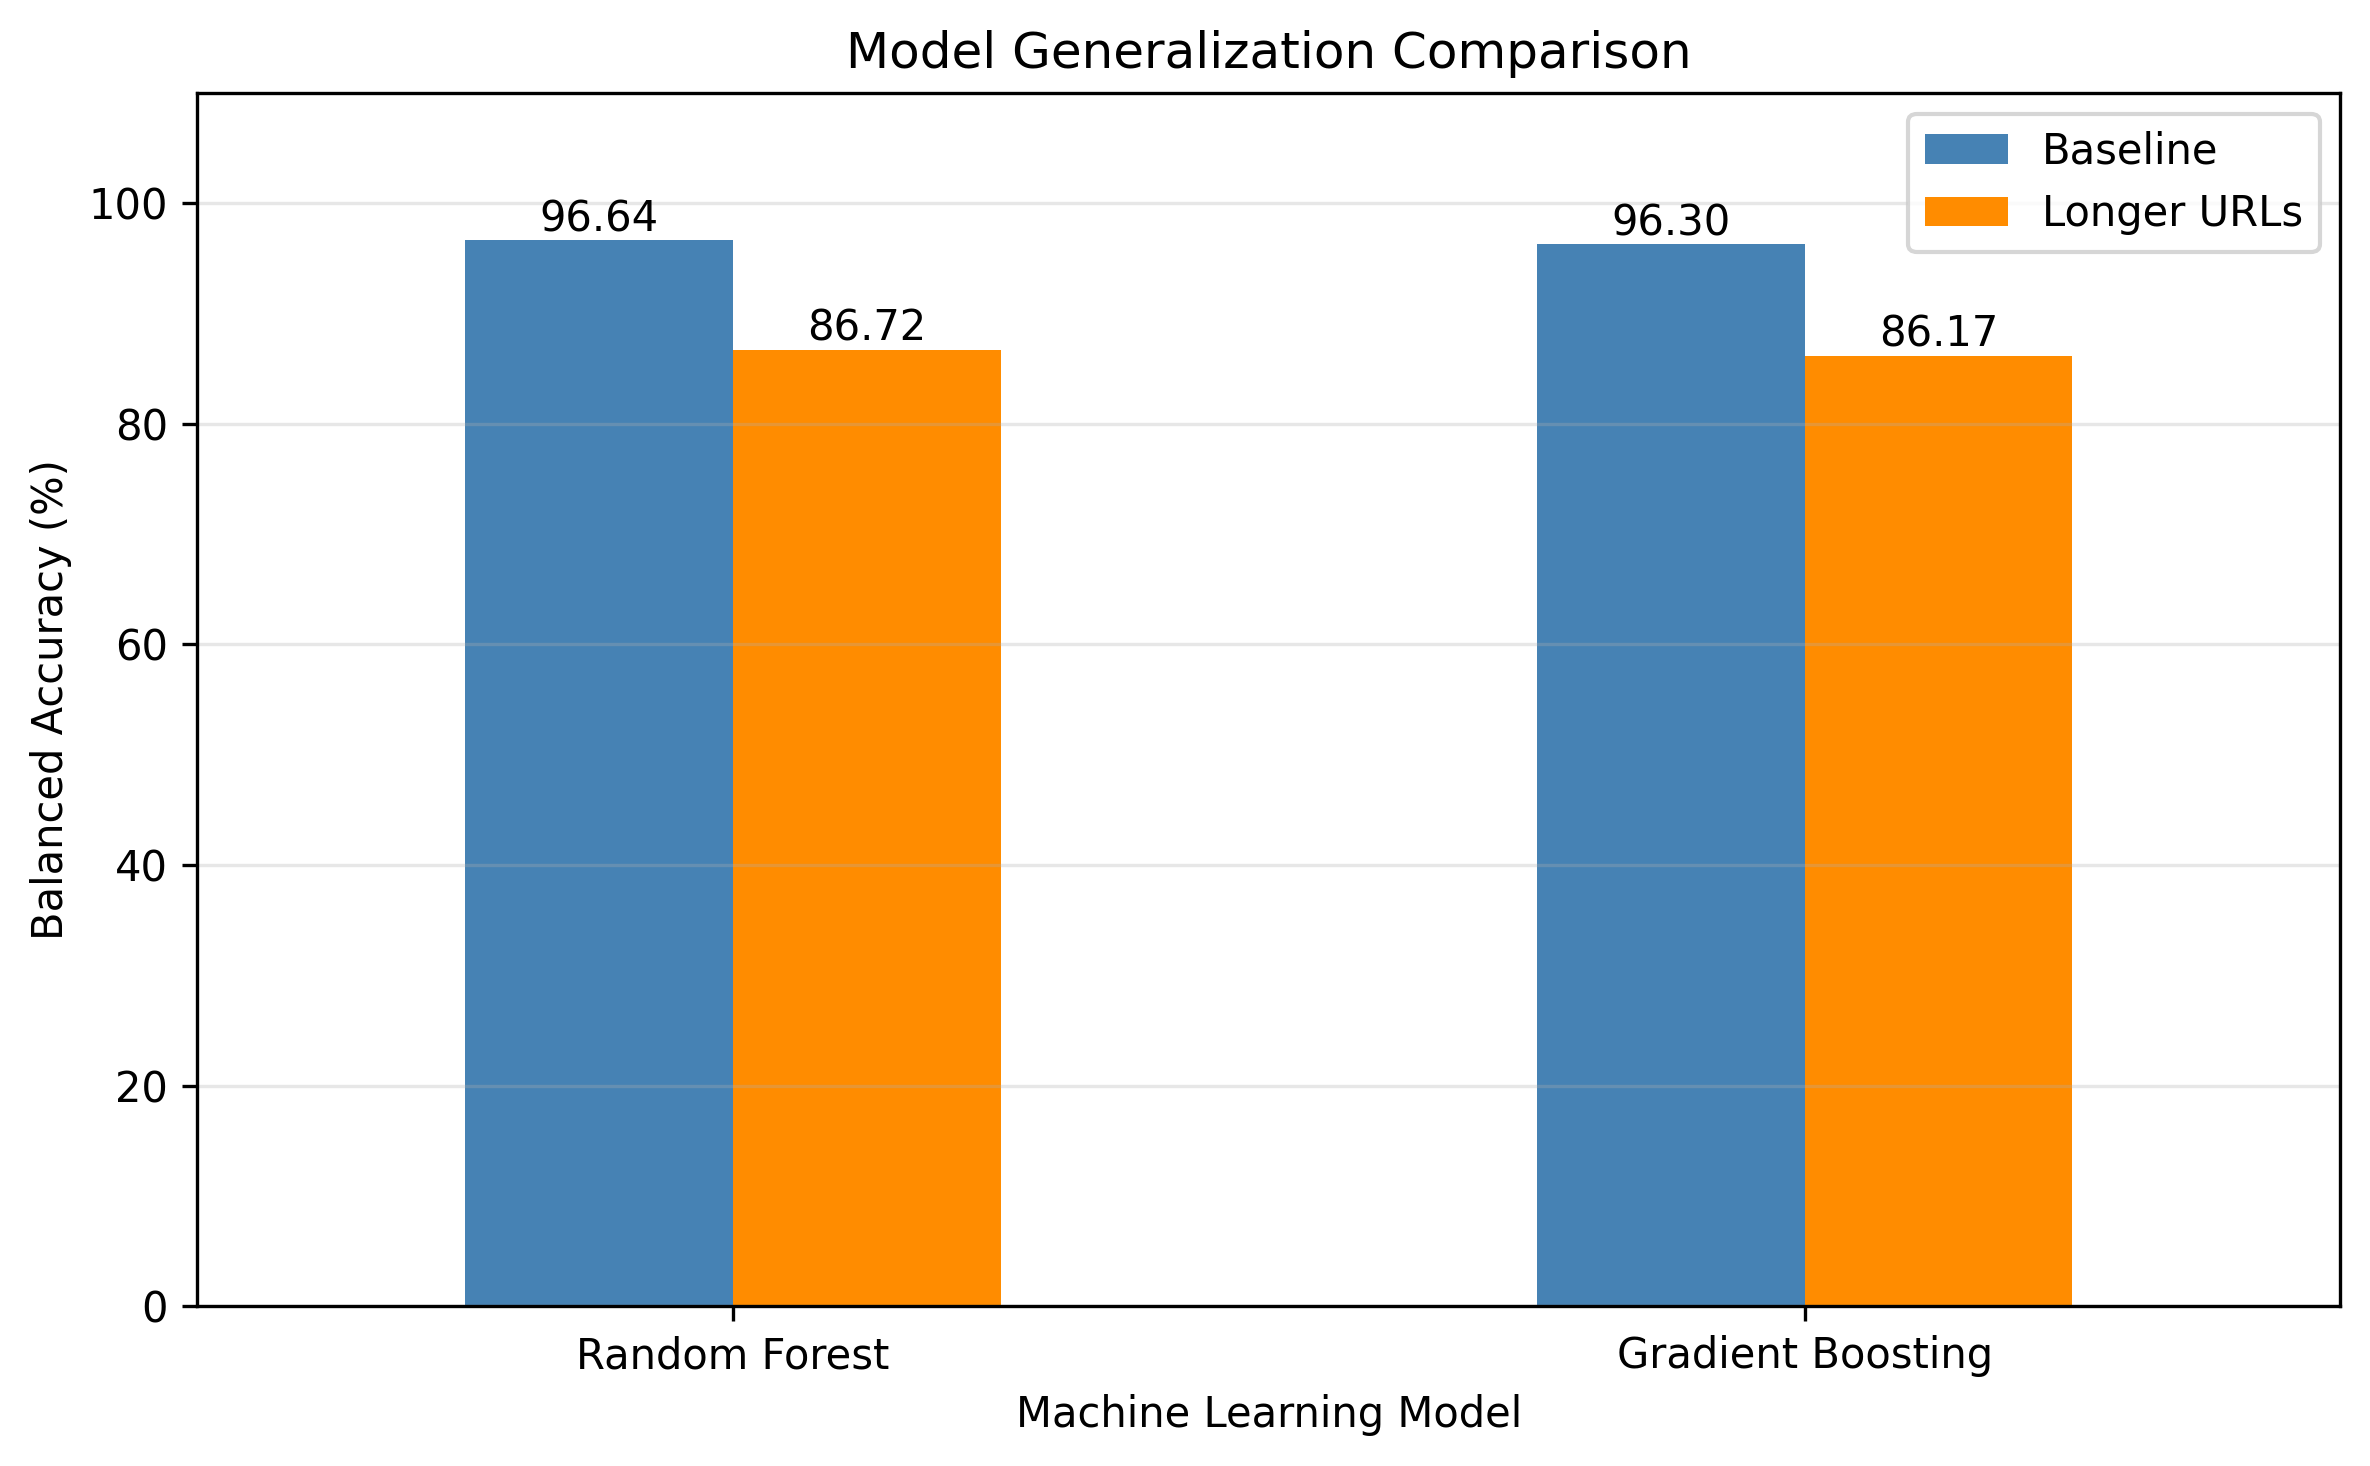 Model Generalization Comparison
Baseline
Longer URLs
96.64
86.72
96.30
86.17
100
80
60
40
20
0
Balanced Accuracy (%)
Random Forest
Gradient Boosting
Machine Learning Model